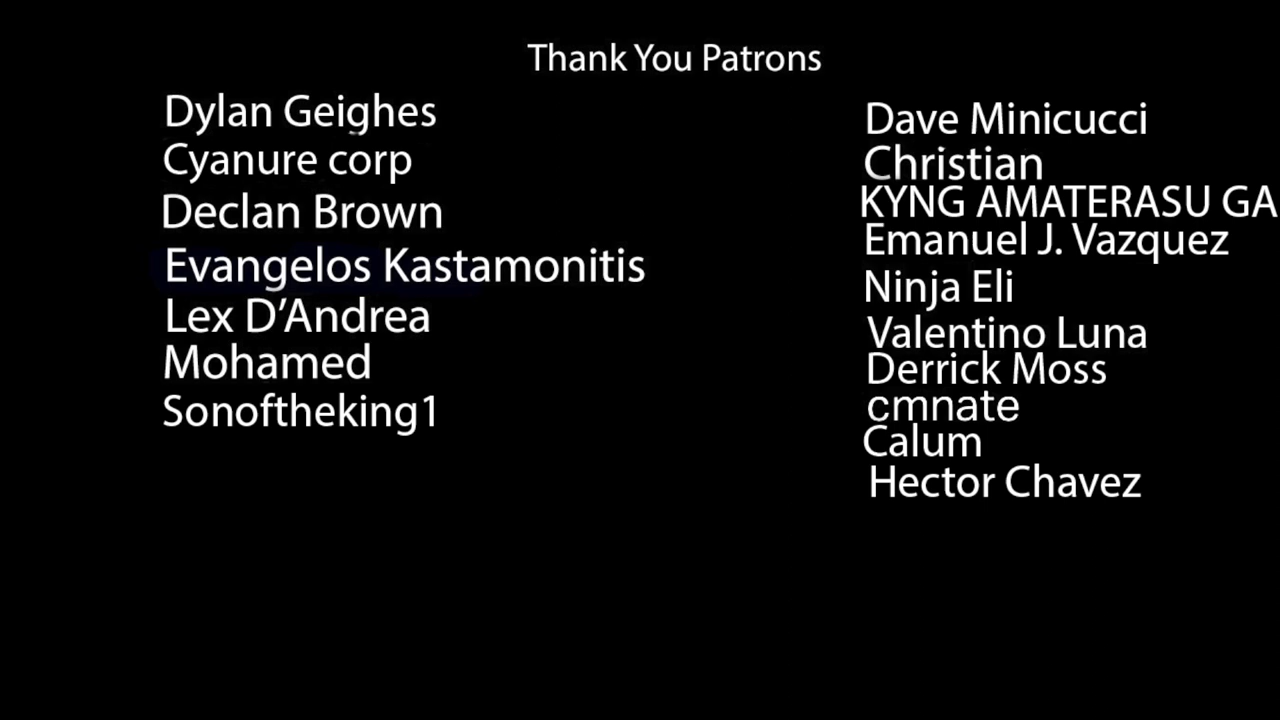 Thank You Patrons
Dylan Geighes
Cyanure corp
Declan Brown
Evangelos Kastamonitis
Lex D’Andrea
Mohamed
Sonoftheking1
Dave Minicucci
Christian
KYNG AMATERASU GA
Emanuel J. Vazquez
Ninja Eli
Valentino Luna
Derrick Moss
cmnate
Calum
Hector Chavez